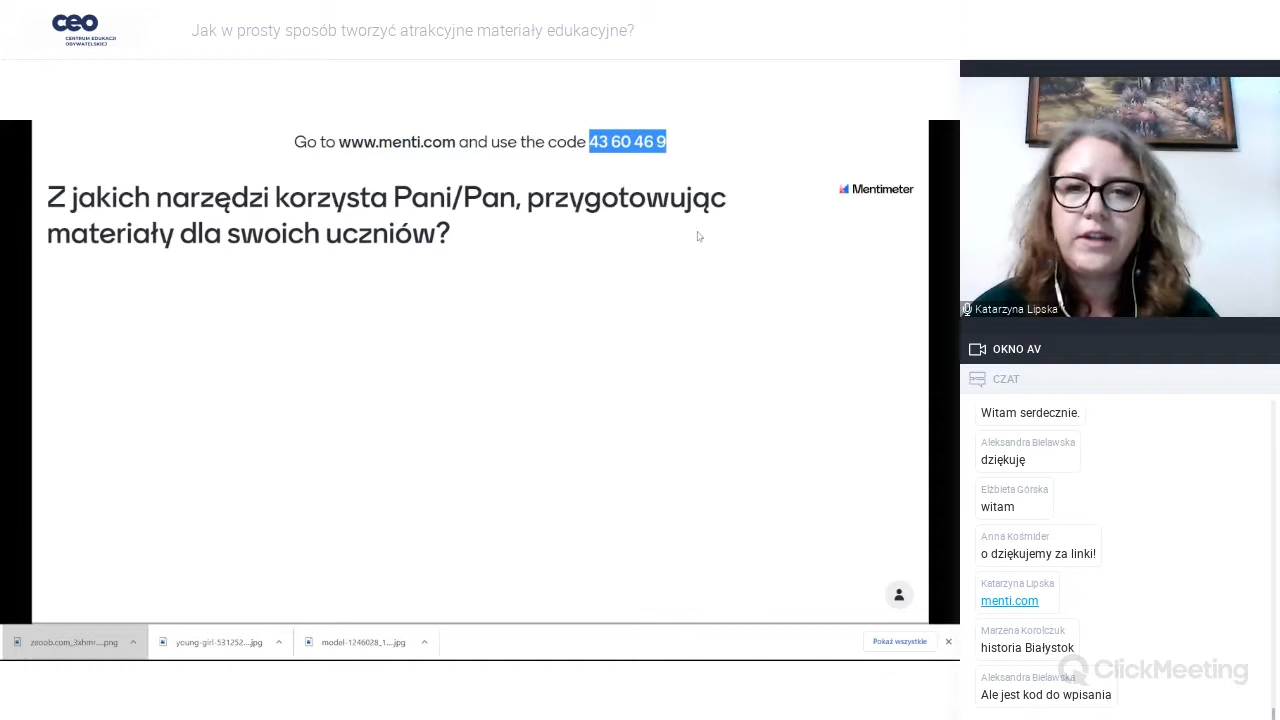 ceo
CENTRUM EDUKACJI
OBYWATELSKIEJ
Jak w prosty sposób tworzyć atrakcyjne materiały edukacyjne?
Go to www.menti.com and use the code 43 60 46 9
Z jakich narzędzi korzysta Pani/Pan, przygotowując
materiały dla swoich uczniów?
Mentimeter
zeoob.com_3xhmr....png
young-girl-531252....jpg
model-1246028_1....jpg
Pokaż wszystkie
Katarzyna Lipska
OKNO AV
CZAT
Witam serdecznie.
Aleksandra Bielawska
dziękuję
Elżbieta Górska
witam
Anna Kośmider
o dziękujemy za linki!
Katarzyna Lipska
menti.com
Marzena Korolczuk
historia Białystok
Aleksandra Bielawska
Ale jest kod do wpisania
ClickMeeting